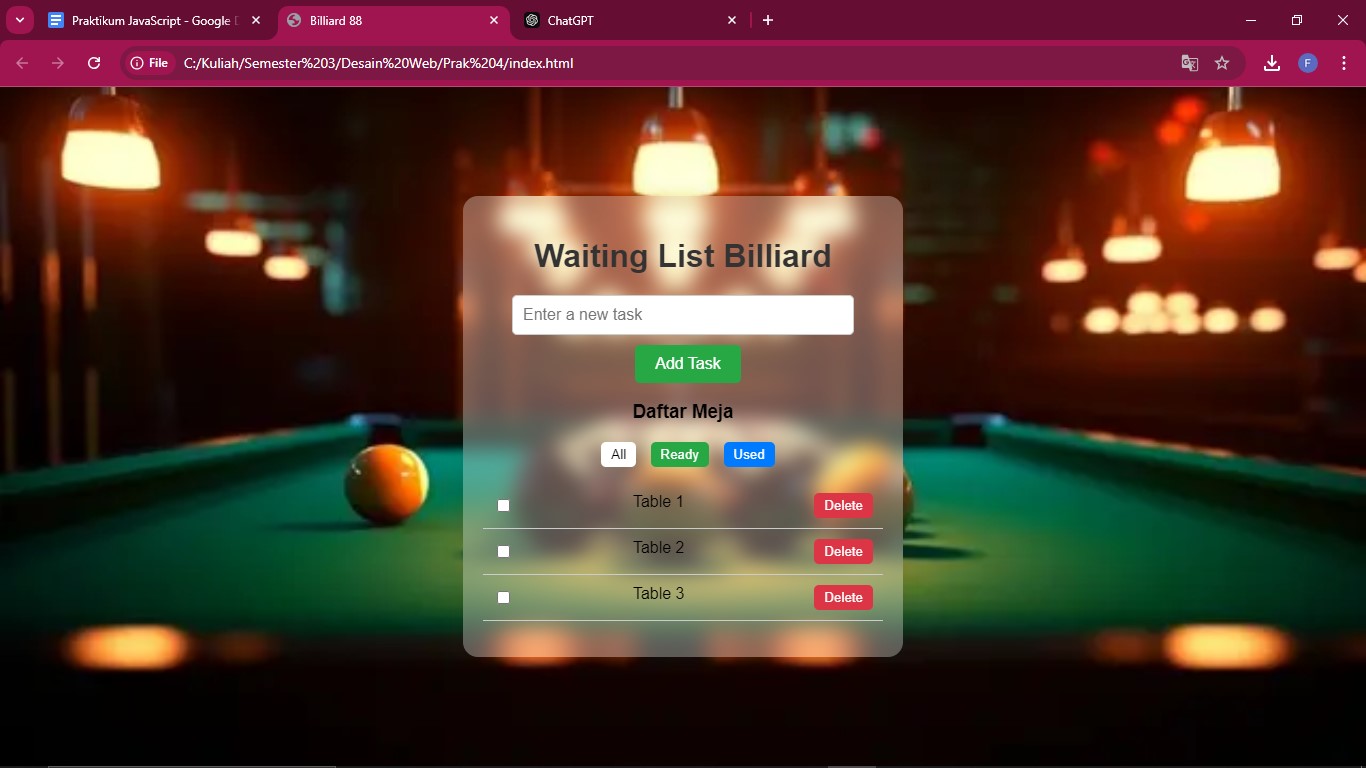 Praktikum JavaScript - Google
Billiard 88
ChatGPT
File
C:/Kuliah/Semester%203/Desain%20Web/Prak%204/index.html
F
Waiting List Billiard
Enter a new task
Add Task
Daftar Meja
All Ready Used
Table 1 Delete
Table 2 Delete
Table 3 Delete